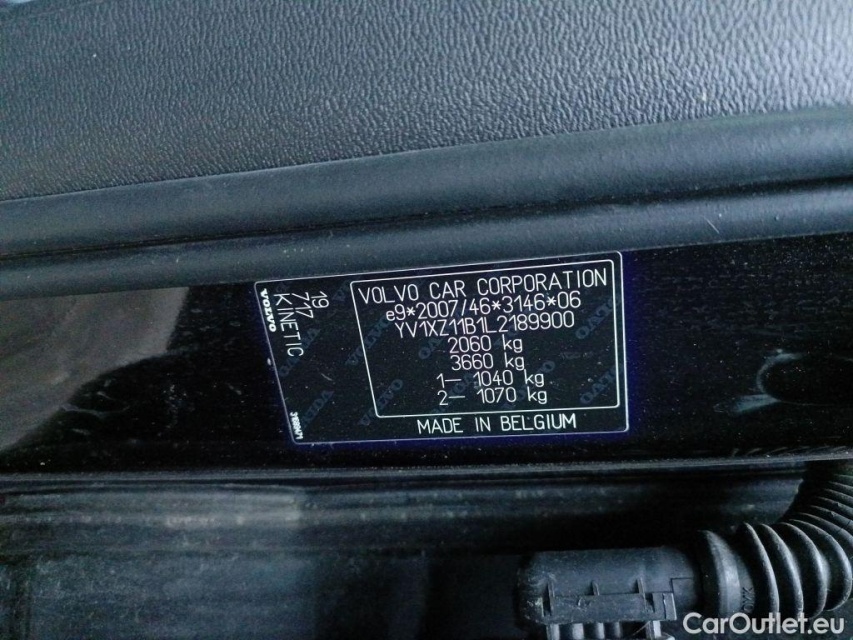 VOLVO CAR CORPORATION
e9*2007/46*3146*06
YV1XZ11B1L2189900
2060 kg
3660 kg
1– 1040 kg
2– 1070 kg
MADE IN BELGIUM
19
717
KINETIC
VOLVO
CarOutlet.eu